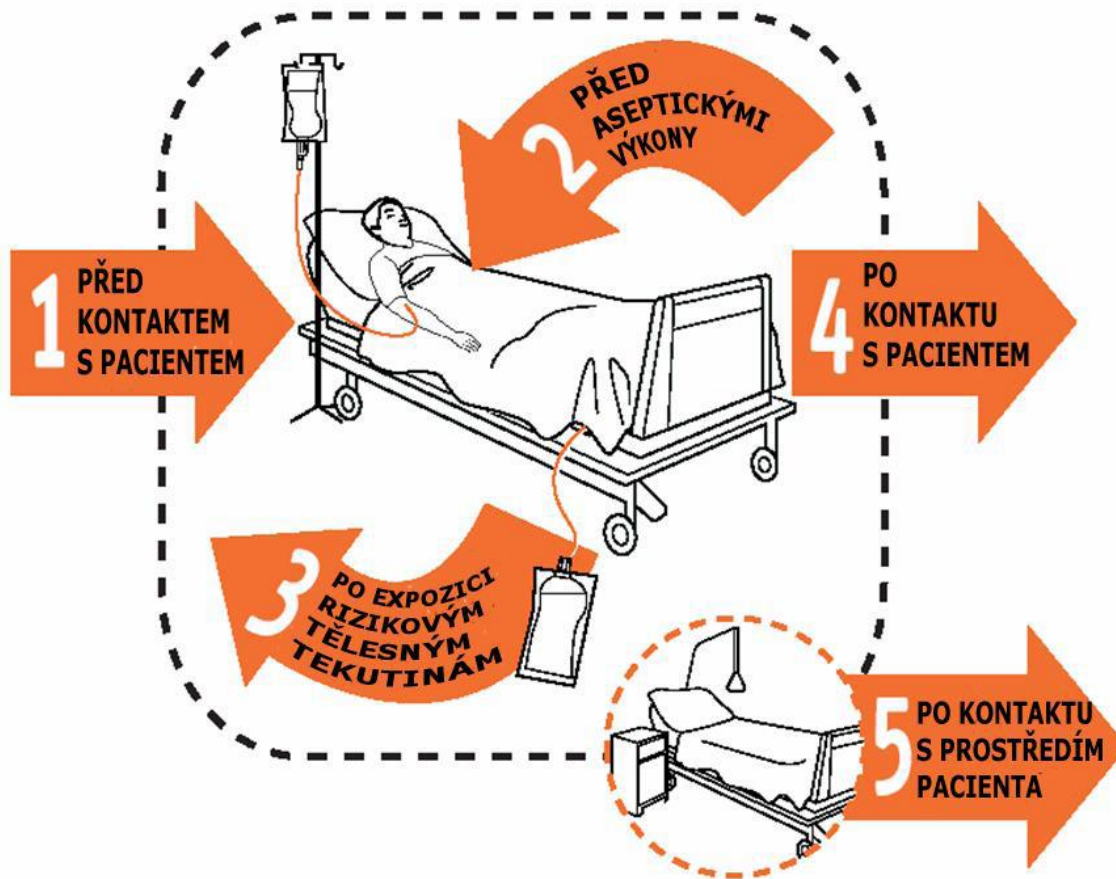 1
PŘED
KONTAKTEM
S PACIENTEM
2
PŘED
ASEPTICKÝMI
VÝKONY
3
PO EXPOZICI
RIZIKOVÝM
TĚLESNÝM
TEKUTINÁM
4
PO
KONTAKTU
S PACIENTEM
5
PO KONTAKTU
S PROSTŘEDÍM
PACIENTA